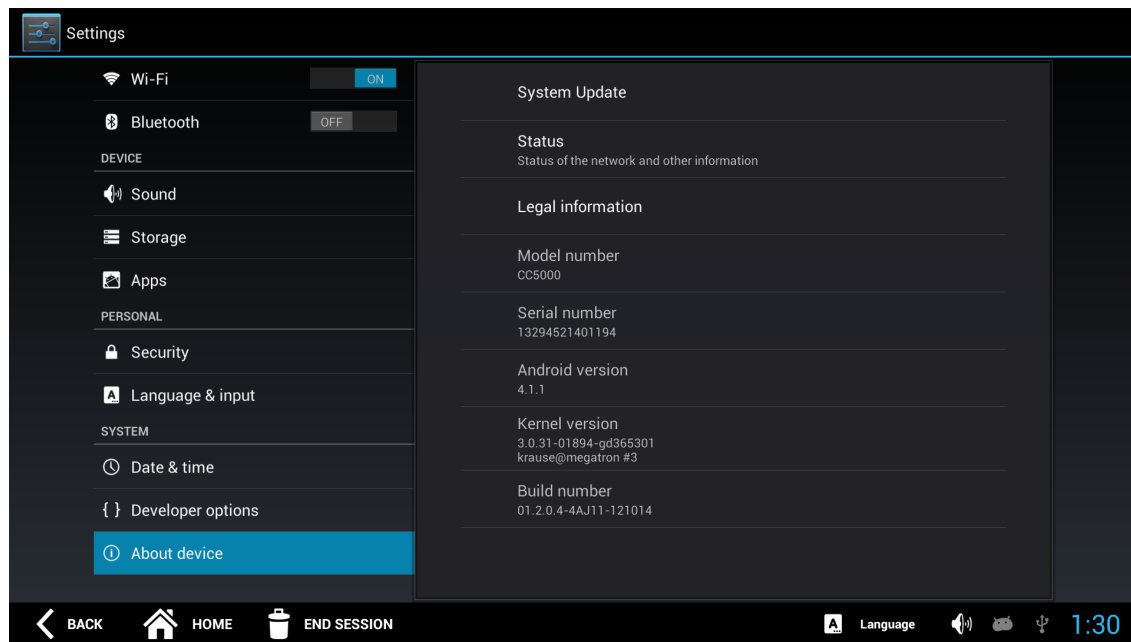 Settings
Wi-Fi
ON
Bluetooth
OFF
DEVICE
Sound
Storage
Apps
PERSONAL
Security
A
Language & input
SYSTEM
Date & time
{ } Developer options
About device
System Update
Status
Status of the network and other information
Legal information
Model number
CC5000
Serial number
13294521401194
Android version
4.1.1
Kernel version
3.0.31-01894-gd365301
krause@megatron #3
Build number
01.2.0.4-4AJ11-121014
BACK
HOME
END SESSION
A
Language
1:30